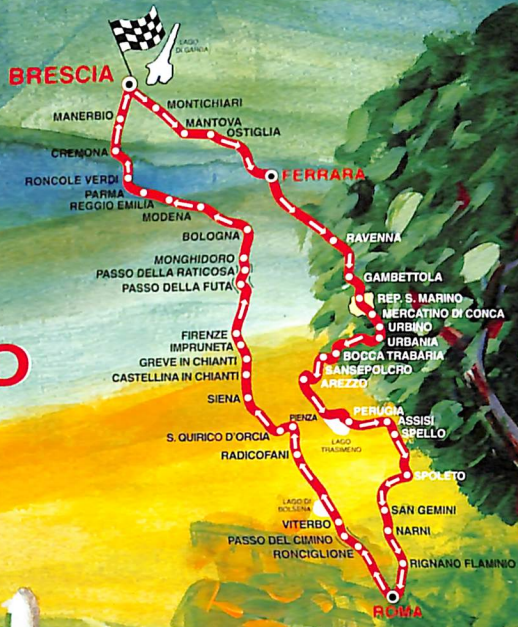 LAGO
DI GARDA
BRESCIA
MONTICHIARI
MANERBIO
MANTOVA
OSTIGLIA
CREMONA
FERRARA
RONCOLE VERDI
PARMA
REGGIO EMILIA
MODENA
BOLOGNA
RAVENNA
MONGHIDORO
PASSO DELLA RATICOSA
PASSO DELLA FUTA
GAMBETTOLA
REP. S. MARINO
MERCATINO DI CONCA
URBINO
URBANIA
FIRENZE
IMPRUNETA
BOCCA TRABARIA
GREVE IN CHIANTI
SANSEPOLCRO
CASTELLINA IN CHIANTI
AREZZO
SIENA
PIENZA
PERUGIA
ASSISI
SPELLO
S. QUIRICO D'ORCIA
LAGO
TRASIMENO
RADICOFANI
SPOLETO
LAGO DI
BOLSENA
SAN GEMINI
VITERBO
NARNI
PASSO DEL CIMINO
RONCIGLIONE
RIGNANO FLAMINIO
ROMA